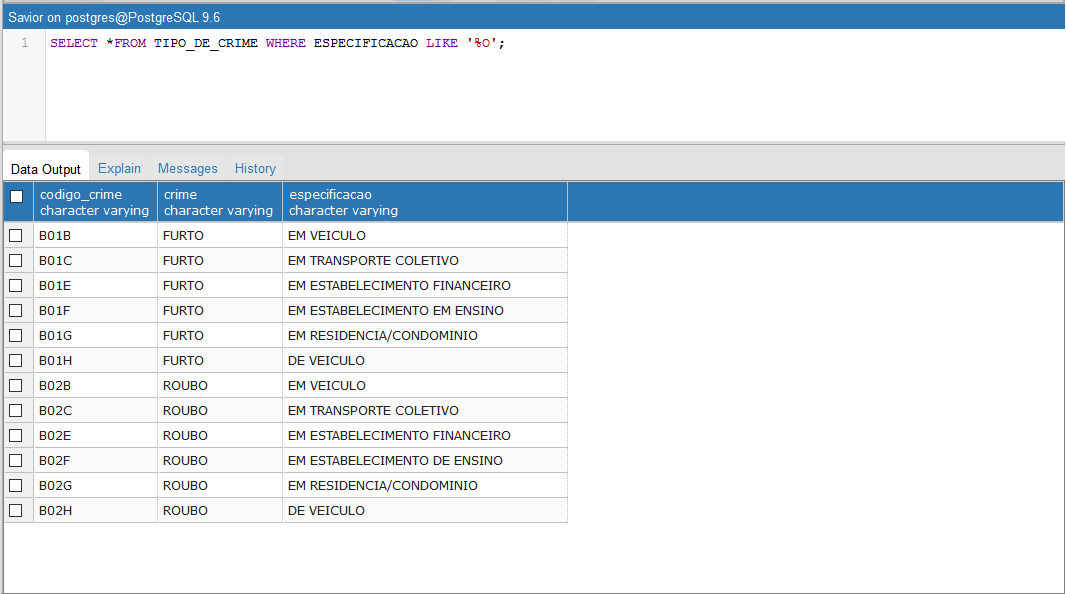 Savior on postgres@PostgreSQL 9.6
1 SELECT *FROM TIPO_DE_CRIME WHERE ESPECIFICACAO LIKE '%O';
Data Output Explain Messages History
codigo_crime crime especificacao
character varying character varying character varying
B01B FURTO EM VEICULO
B01C FURTO EM TRANSPORTE COLETIVO
B01E FURTO EM ESTABELECIMENTO FINANCEIRO
B01F FURTO EM ESTABELECIMENTO EM ENSINO
B01G FURTO EM RESIDENCIA/CONDOMINIO
B01H FURTO DE VEICULO
B02B ROUBO EM VEICULO
B02C ROUBO EM TRANSPORTE COLETIVO
B02E ROUBO EM ESTABELECIMENTO FINANCEIRO
B02F ROUBO EM ESTABELECIMENTO DE ENSINO
B02G ROUBO EM RESIDENCIA/CONDOMINIO
B02H ROUBO DE VEICULO